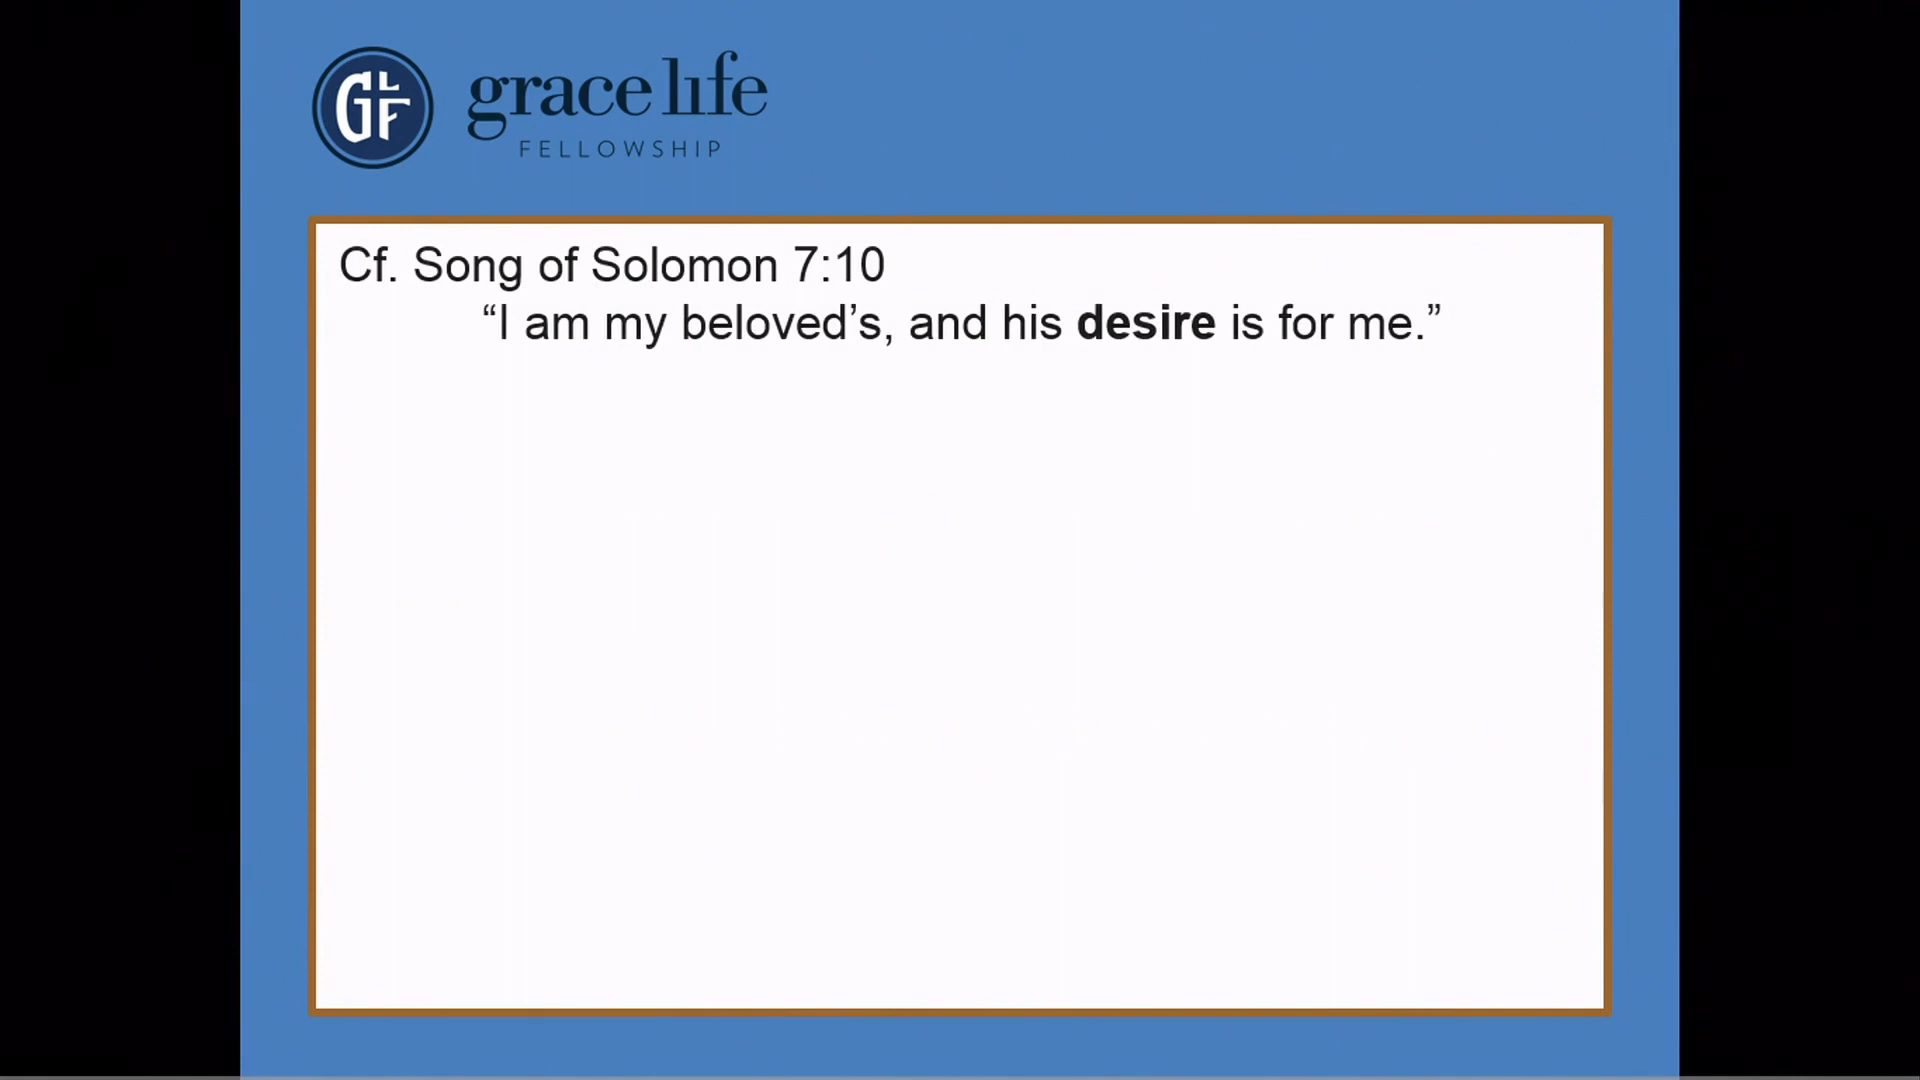 GLF
grace life
FELLOWSHIP
Cf. Song of Solomon 7:10
“I am my beloved’s, and his desire is for me.”